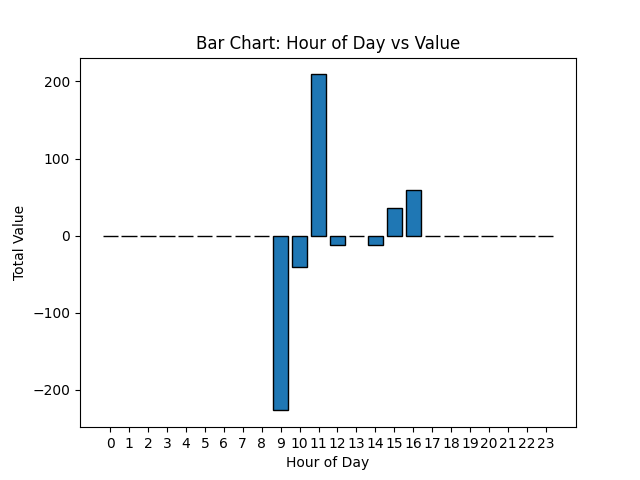 Bar Chart: Hour of Day vs Value
Total Value
200
100
0
−100
−200
0 1 2 3 4 5 6 7 8 9 10 11 12 13 14 15 16 17 18 19 20 21 22 23
Hour of Day